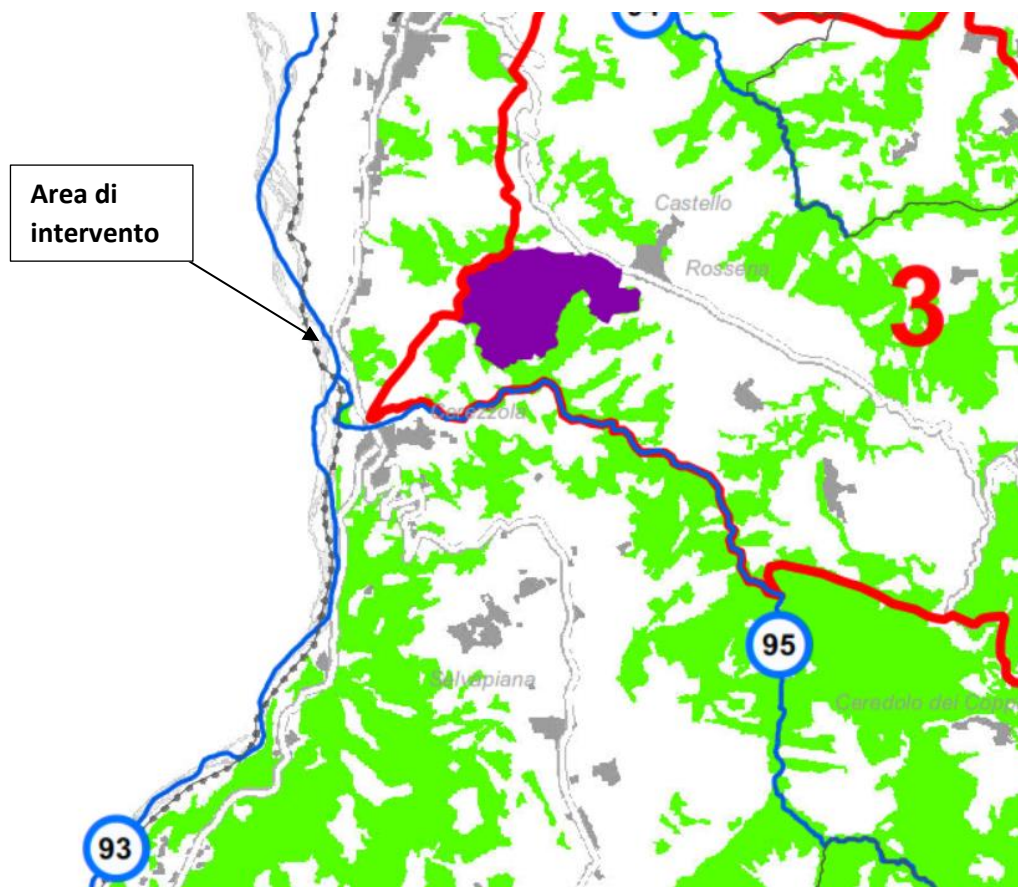 Area di
intervento
Castello
Rossena
3
Cerezzola
95
Selvapiana
Ceredolo dei Coppi
93